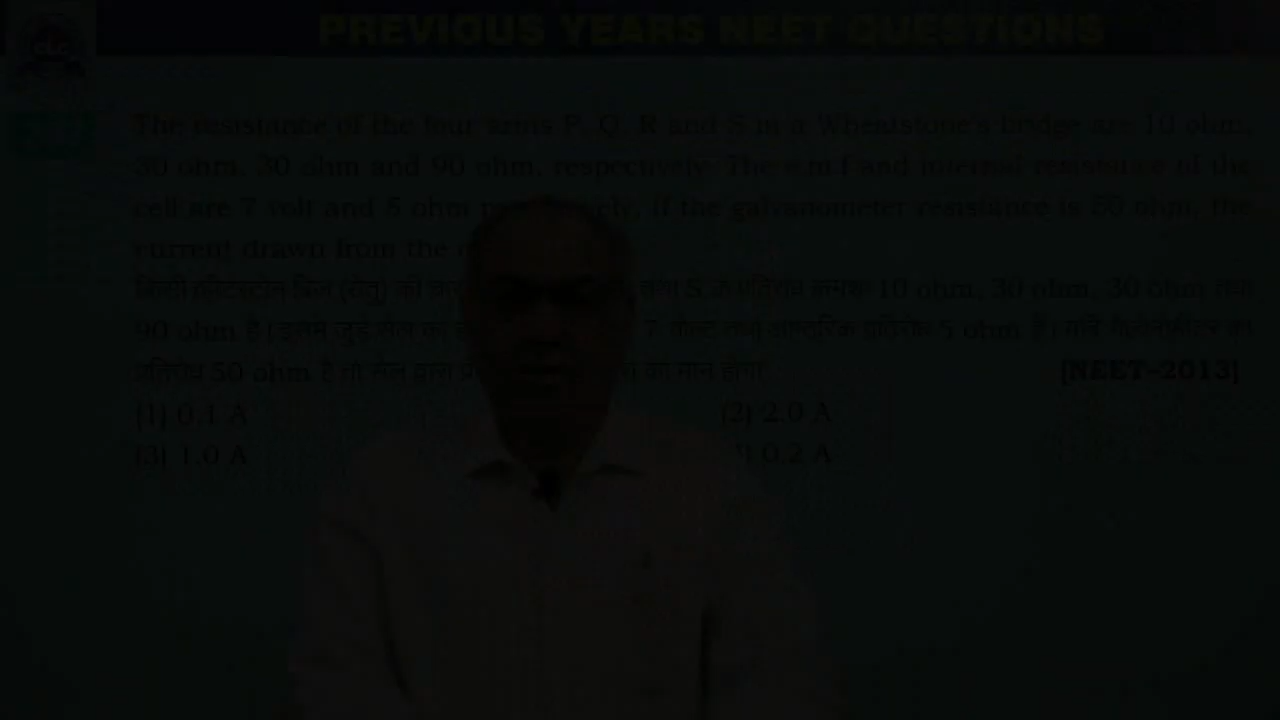 PREVIOUS YEARS NEET QUESTIONS
The resistance of the four arms P, Q, R and S in a Wheatstone's bridge are 10 ohm,
30 ohm, 30 ohm and 90 ohm, respectively. The e.m.f and internal resistance of the
cell are 7 volt and 5 ohm If the galvanometer resistance is 50 ohm, the
current drawn from the
किसी व्हीटस्टोन ब्रिज (सेतु) की तथा S के प्रतिरोध क्रमशः 10 ohm, 30 ohm, 30 ohm तथा
90 ohm है। इससे जुड़े सेल का 7 वोल्ट तथा आन्तरिक प्रतिरोध 5 ohm है। यदि गैल्वेनोमीटर का
प्रतिरोध 50 ohm है तो सेल द्वारा का मान होगा
[NEET-2013]
(1) 0.1 A (2) 2.0 A
(3) 1.0 A 0.2 A